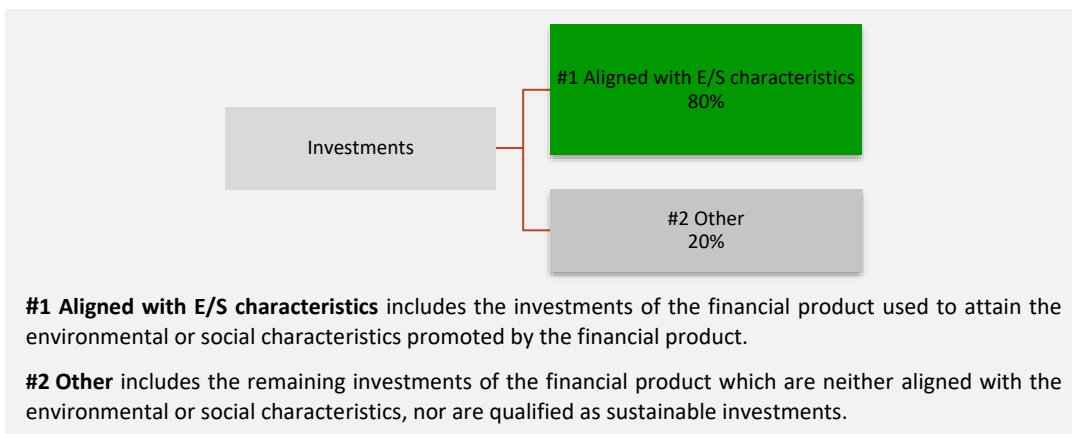 #1 Aligned with E/S characteristics
80%
Investments
#2 Other
20%
#1 Aligned with E/S characteristics includes the investments of the financial product used to attain the
environmental or social characteristics promoted by the financial product.
#2 Other includes the remaining investments of the financial product which are neither aligned with the
environmental or social characteristics, nor are qualified as sustainable investments.